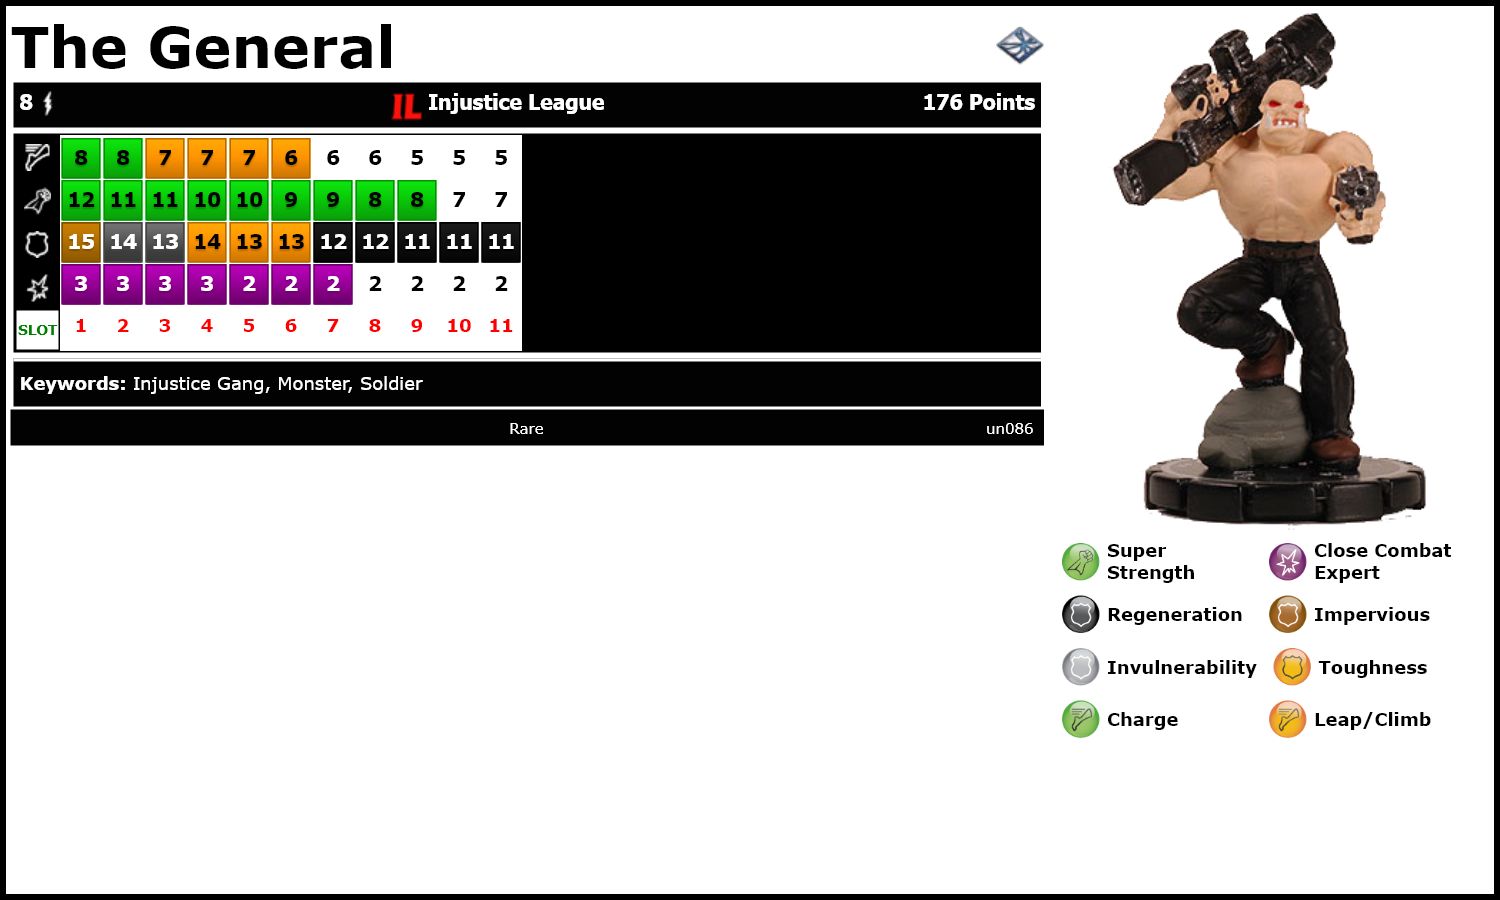 The General
8 IL Injustice League 176 Points
8 8 7 7 7 6 6 6 5 5 5
12 11 11 10 10 9 9 8 8 7 7
15 14 13 14 13 13 12 12 11 11 11
3 3 3 3 2 2 2 2 2 2 2
SLOT 1 2 3 4 5 6 7 8 9 10 11
Keywords: Injustice Gang, Monster, Soldier
Rare un086
Super
Strength
Close Combat
Expert
Regeneration
Impervious
Invulnerability
Toughness
Charge
Leap/Climb